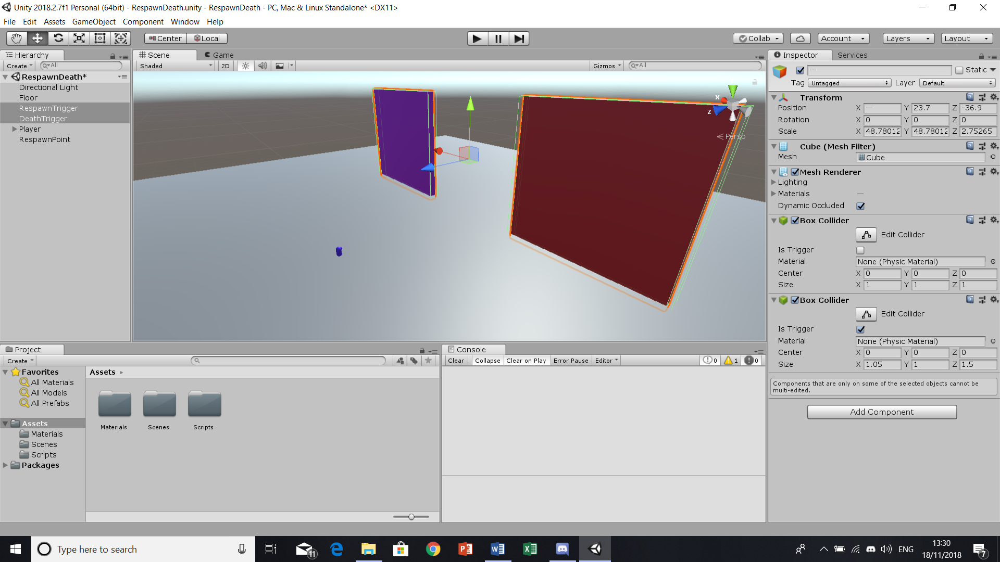 Unity 2018.2.7f1 Personal (64bit) - RespawnDeath.unity - RespawnDeath - PC, Mac & Linux Standalone* <DX11>
File Edit Assets GameObject Component Window Help
Center Local Collab Account Layers Layout
Hierarchy
Create All
RespawnDeath*
Directional Light
Floor
RespawnTrigger
DeathTrigger
Player
RespawnPoint
Scene Game
Shaded 2D Gizmos All
x
z
Persp
Inspector Services
Static
Tag Untagged Layer Default
Transform
Position X — Y 23.7 Z -36.9
Rotation X 0 Y 0 Z 0
Scale X 48.78012 Y 48.78012 Z 2.75265
Cube (Mesh Filter)
Mesh Cube
Mesh Renderer
Lighting
Materials —
Dynamic Occluded
Box Collider
Edit Collider
Is Trigger
Material None (Physic Material)
Center X 0 Y 0 Z 0
Size X 1 Y 1 Z 1
Box Collider
Edit Collider
Is Trigger
Material None (Physic Material)
Center X 0 Y 0 Z 0
Size X 1.05 Y 1 Z 1.5
Components that are only on some of the selected objects cannot be
multi-edited.
Add Component
Project
Create
Favorites
All Materials
All Models
All Prefabs
Assets
Materials
Scenes
Scripts
Packages
Assets
Materials Scenes Scripts
Console
Clear Collapse Clear on Play Error Pause Editor 0 1 0
Type here to search
11
ENG
13:30
18/11/2018
7